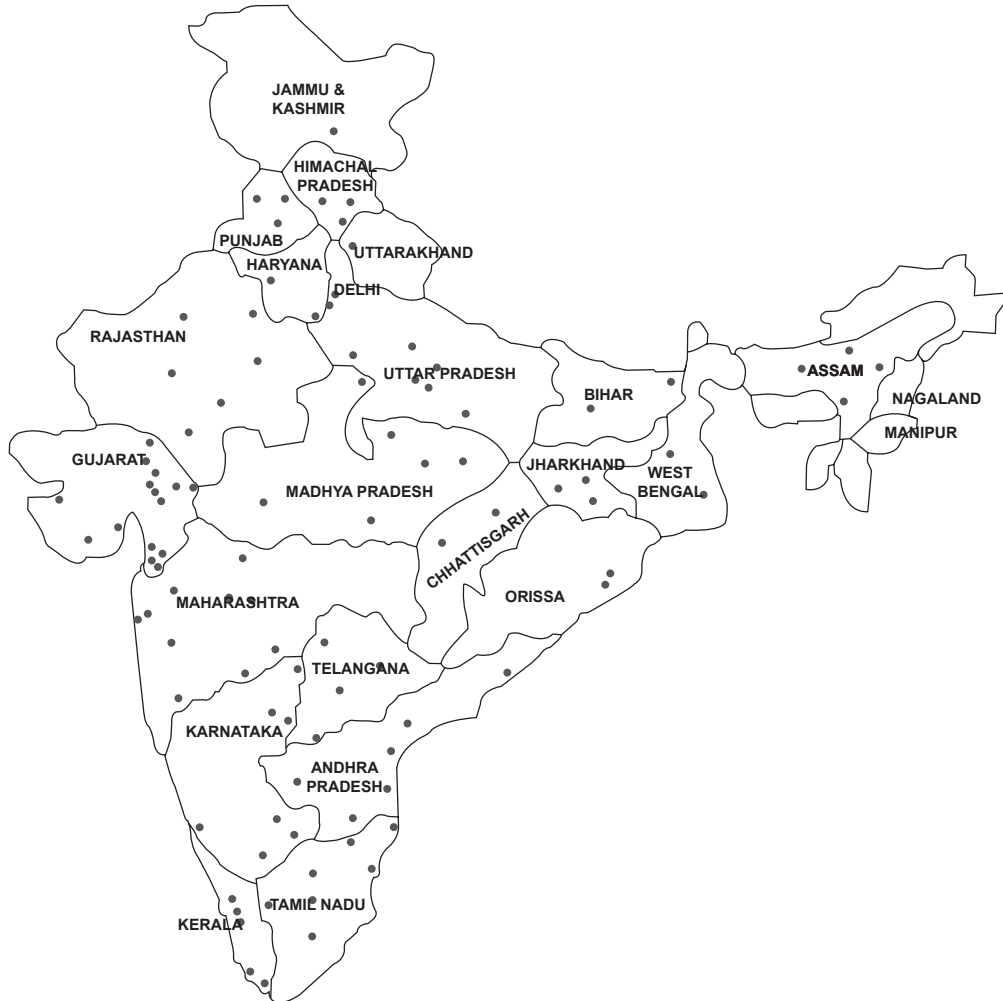 JAMMU &
KASHMIR
HIMACHAL
PRADESH
PUNJAB
UTTARAKHAND
HARYANA
DELHI
RAJASTHAN
UTTAR PRADESH
ASSAM
BIHAR
NAGALAND
MANIPUR
GUJARAT
JHARKHAND
WEST
BENGAL
MADHYA PRADESH
CHHATTISGARH
ORISSA
MAHARASHTRA
TELANGANA
KARNATAKA
ANDHRA
PRADESH
TAMIL NADU
KERALA